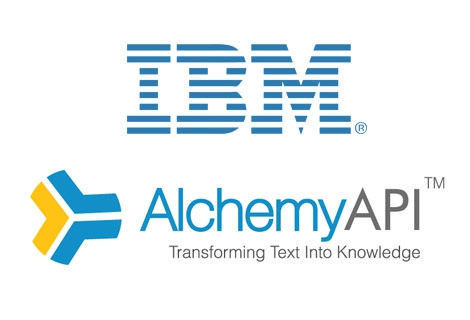 IBM®
AlchemyAPI™
Transforming Text Into Knowledge